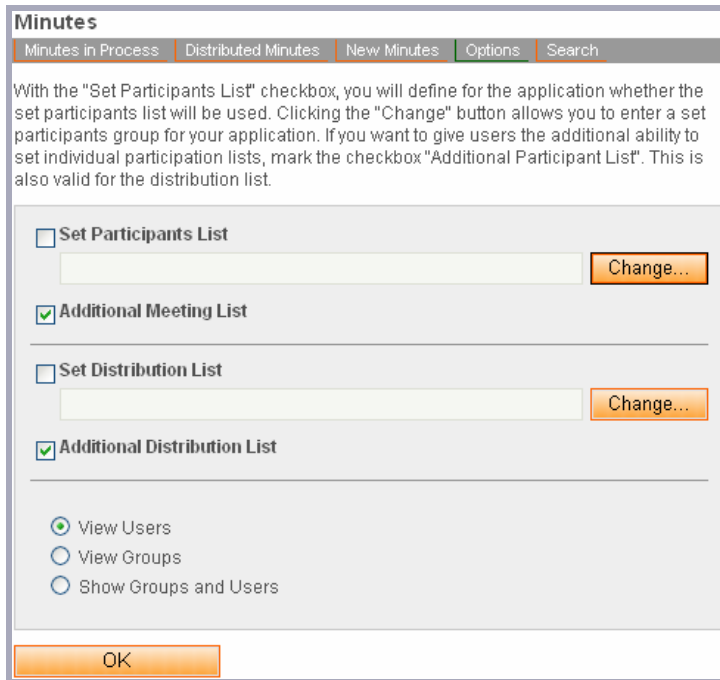 Minutes
Minutes in Process Distributed Minutes New Minutes Options Search
With the "Set Participants List" checkbox, you will define for the application whether the
set participants list will be used. Clicking the "Change" button allows you to enter a set
participants group for your application. If you want to give users the additional ability to
set individual participation lists, mark the checkbox "Additional Participant List". This is
also valid for the distribution list.
Set Participants List
Change...
Additional Meeting List
Set Distribution List
Change...
Additional Distribution List
View Users
View Groups
Show Groups and Users
OK